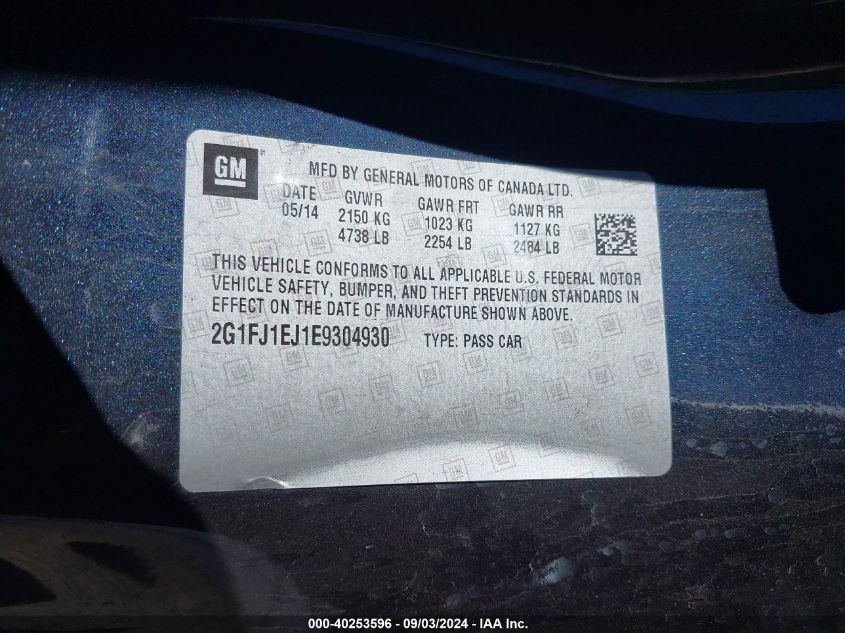 GM
MFD BY GENERAL MOTORS OF CANADA LTD.
DATE GVWR GAWR FRT GAWR RR
05/14 2150 KG 1023 KG 1127 KG
4738 LB 2254 LB 2484 LB
THIS VEHICLE CONFORMS TO ALL APPLICABLE U.S. FEDERAL MOTOR
VEHICLE SAFETY, BUMPER, AND THEFT PREVENTION STANDARDS IN
EFFECT ON THE DATE OF MANUFACTURE SHOWN ABOVE.
2G1FJ1EJ1E9304930 TYPE: PASS CAR
000-40253596 - 09/03/2024 - IAA Inc.